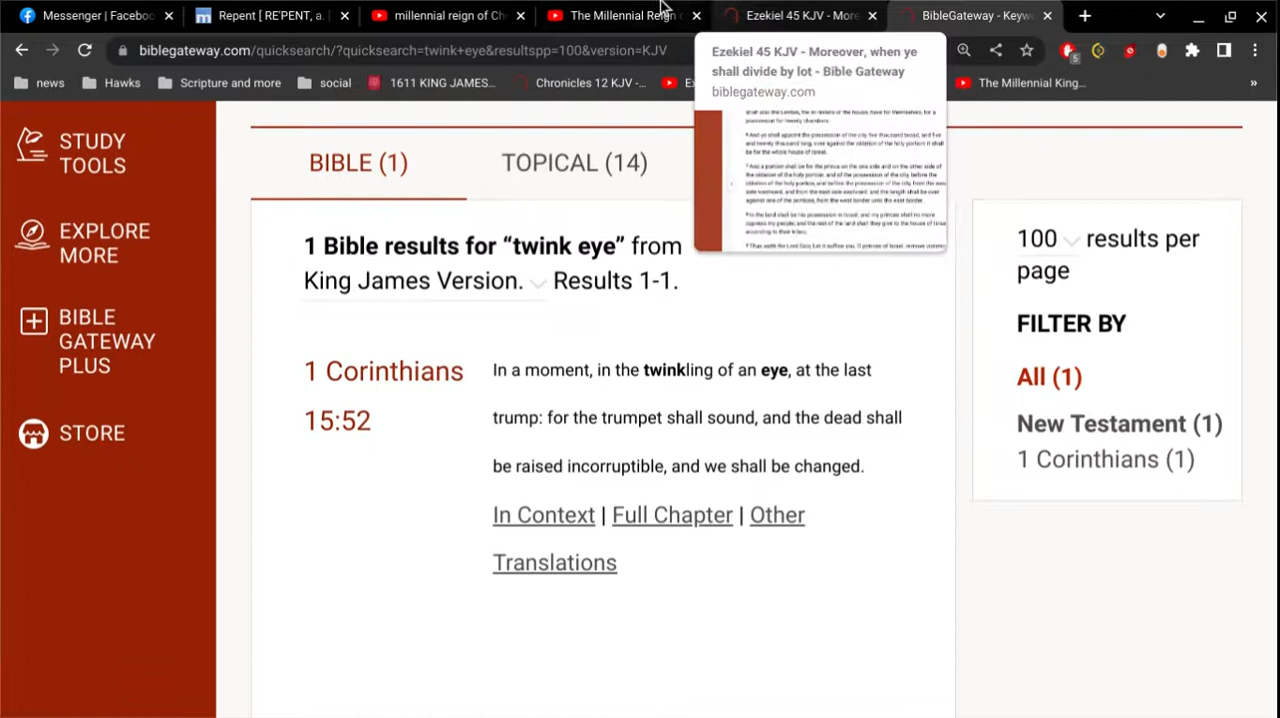 Messenger | Faceboo
Repent [ RE'PENT, a.
millennial reign of Ch
The Millennial Reign o
Ezekiel 45 KJV - More
BibleGateway - Keyw
biblegateway.com/quicksearch/?quicksearch=twink+eye&resultspp=100&version=KJV
5
news
Hawks
Scripture and more
social
1611 KING JAMES...
Chronicles 12 KJV -...
The Millennial King...
»
Ezekiel 45 KJV - Moreover, when ye
shall divide by lot - Bible Gateway
biblegateway.com
STUDY
TOOLS
EXPLORE
MORE
BIBLE
GATEWAY
PLUS
STORE
BIBLE (1)
TOPICAL (14)
1 Bible results for “twink eye” from
King James Version. Results 1-1.
1 Corinthians
15:52
In a moment, in the twinkling of an eye, at the last
trump: for the trumpet shall sound, and the dead shall
be raised incorruptible, and we shall be changed.
In Context | Full Chapter | Other
Translations
100 results per
page
FILTER BY
All (1)
New Testament (1)
1 Corinthians (1)